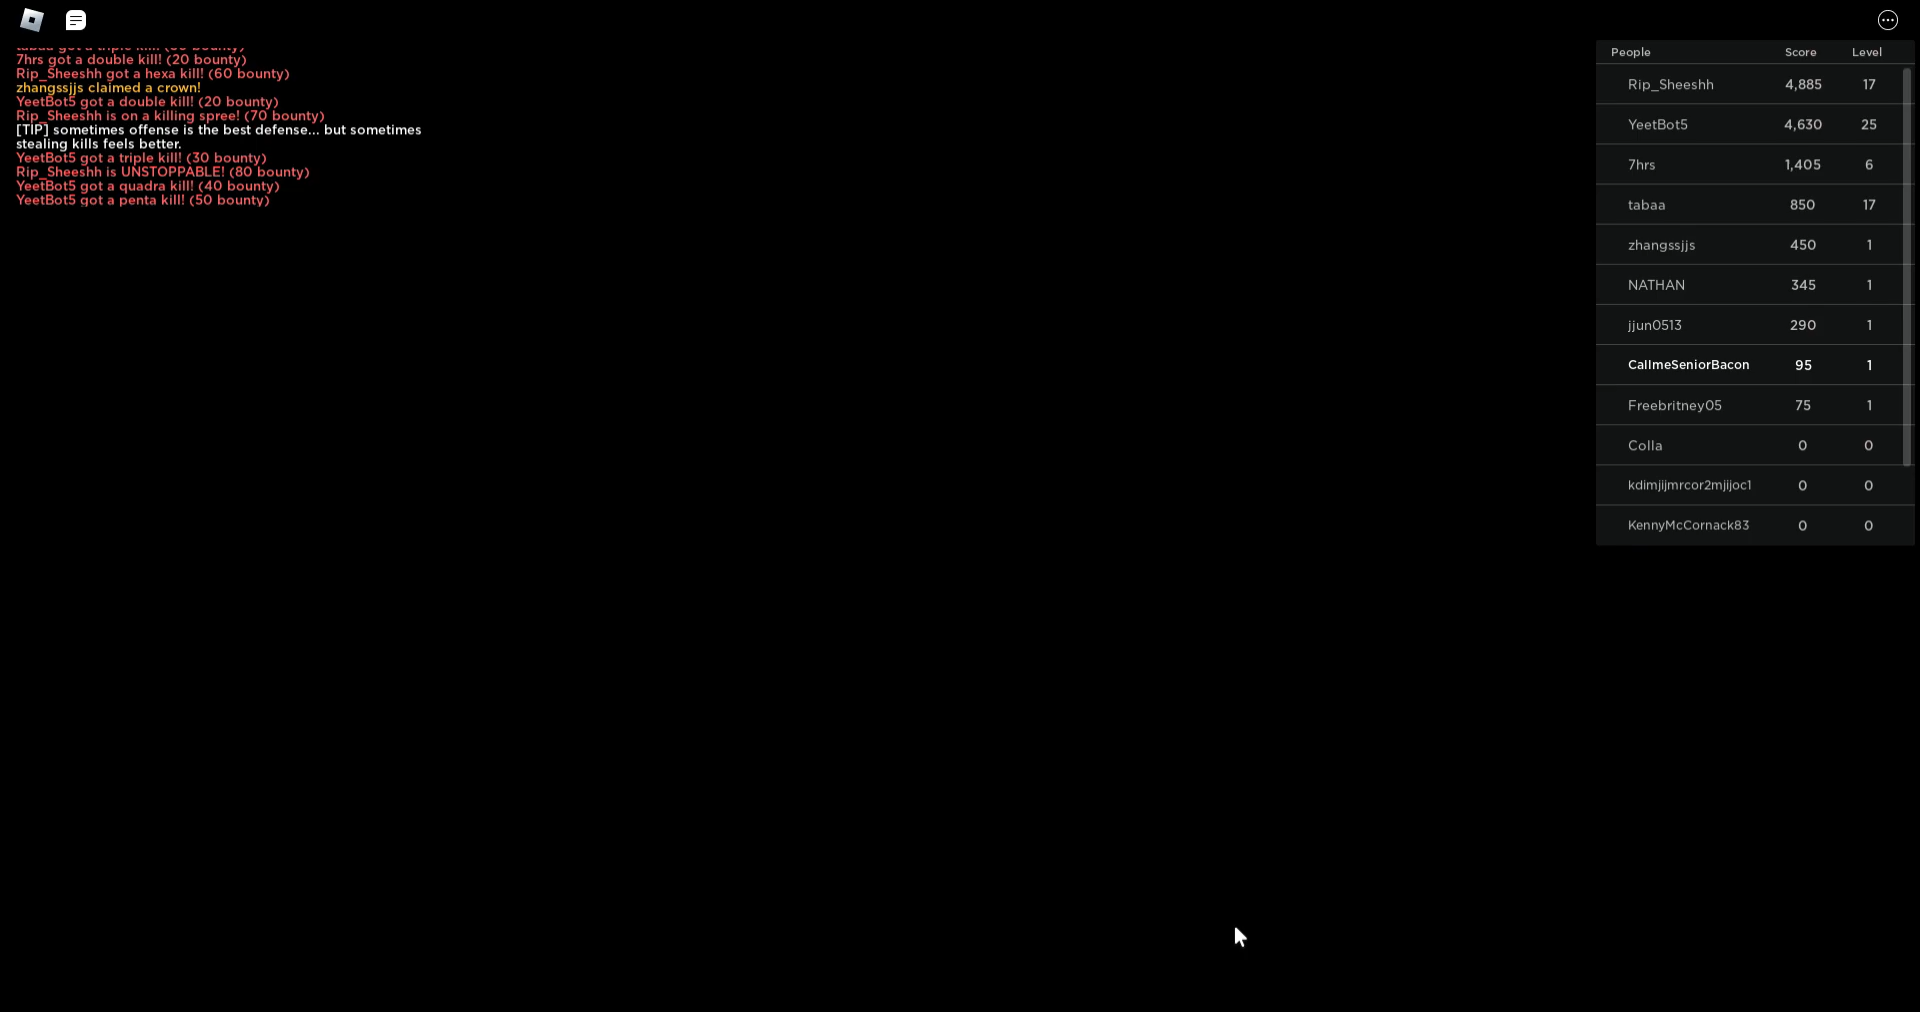 7hrs got a double kill! (20 bounty)
Rip_Sheeshh got a hexa kill! (60 bounty)
zhangssjjs claimed a crown!
YeetBot5 got a double kill! (20 bounty)
Rip_Sheeshh is on a killing spree! (70 bounty)
[TIP] sometimes offense is the best defense... but sometimes
stealing kills feels better.
YeetBot5 got a triple kill! (30 bounty)
Rip_Sheeshh is UNSTOPPABLE! (80 bounty)
YeetBot5 got a quadra kill! (40 bounty)
YeetBot5 got a penta kill! (50 bounty)
People Score Level
Rip_Sheeshh 4,885 17
YeetBot5 4,630 25
7hrs 1,405 6
tabaa 850 17
zhangssjjs 450 1
NATHAN 345 1
jjun0513 290 1
CallmeSeniorBacon 95 1
Freebritney05 75 1
Colla 0 0
kdimjijmrcor2mjijoc1 0 0
KennyMcCornack83 0 0